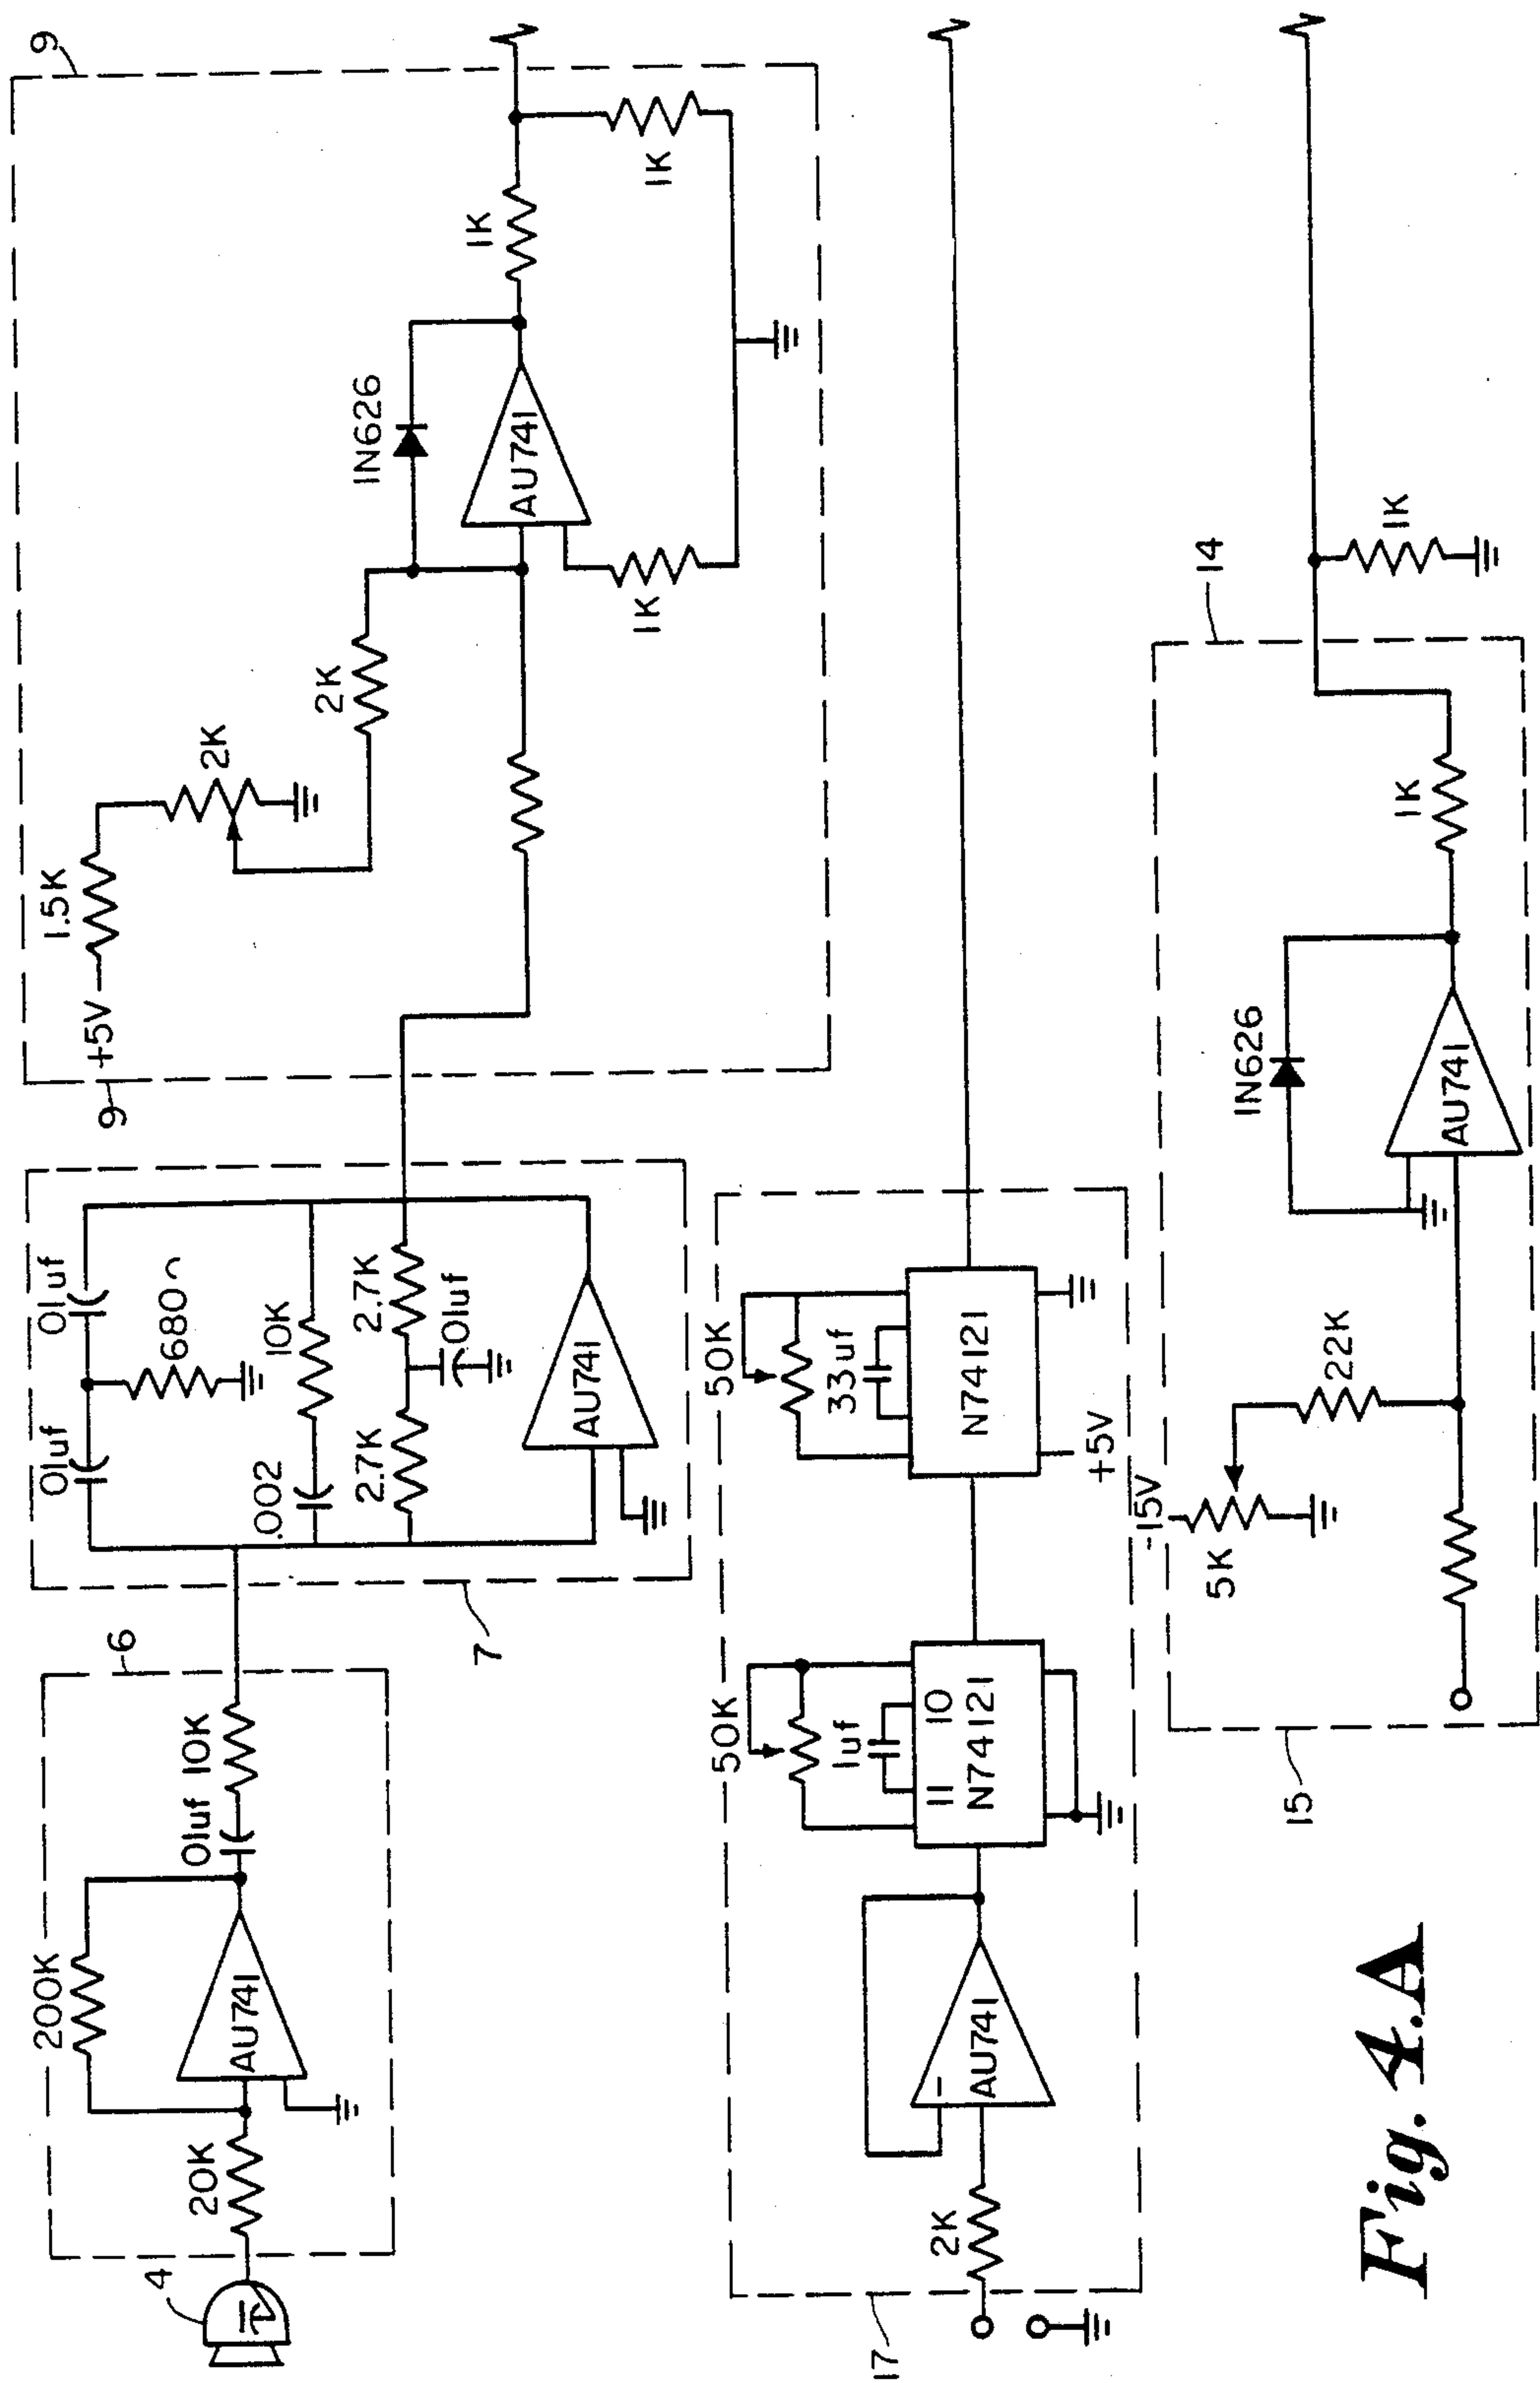 4
20K
200K
AU741
01uf 10K
6
7
01uf
01uf
680
.002
10K
2.7K
2.7K
01uf
AU741
9
+5V
1.5K
2K
2K
1N626
AU741
1K
1K
1K
9
17
2K
-
AU741
50K
1uf
11 10
N74121
50K
33uf
N74121
+5V
15
-15V
5K
22K
1N626
AU741
1K
14
1K
Fig. 4.A